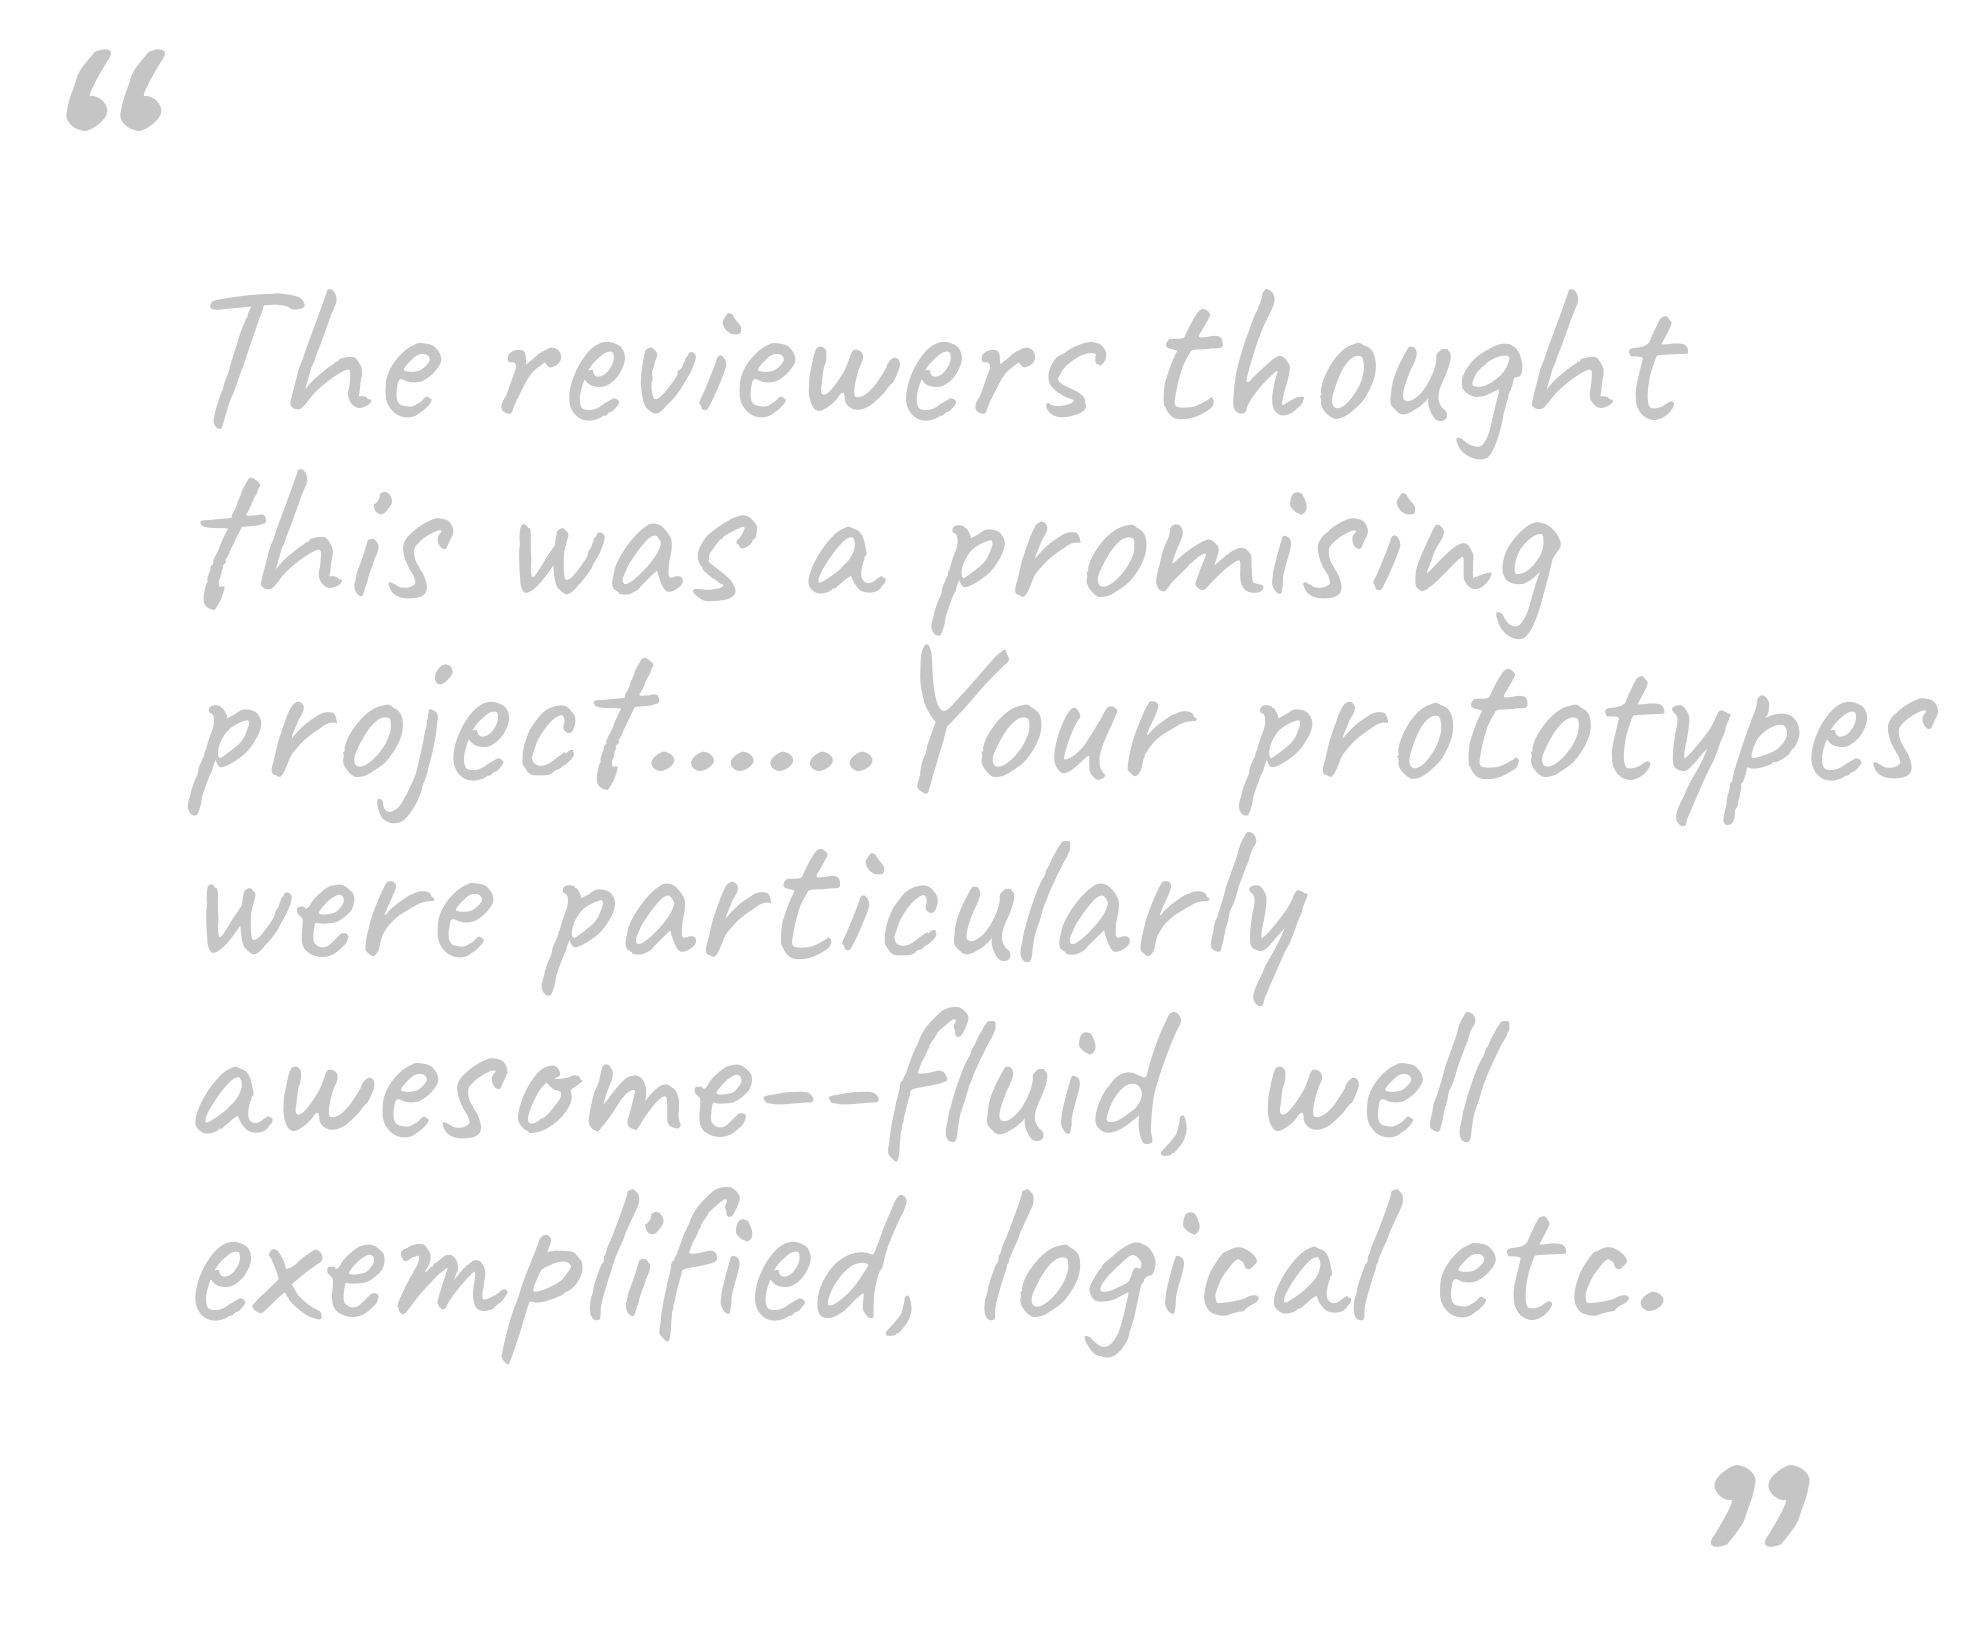 “
The reviewers thought
this was a promising
project......Your prototypes
were particularly
awesome--fluid, well
exemplified, logical etc.
”